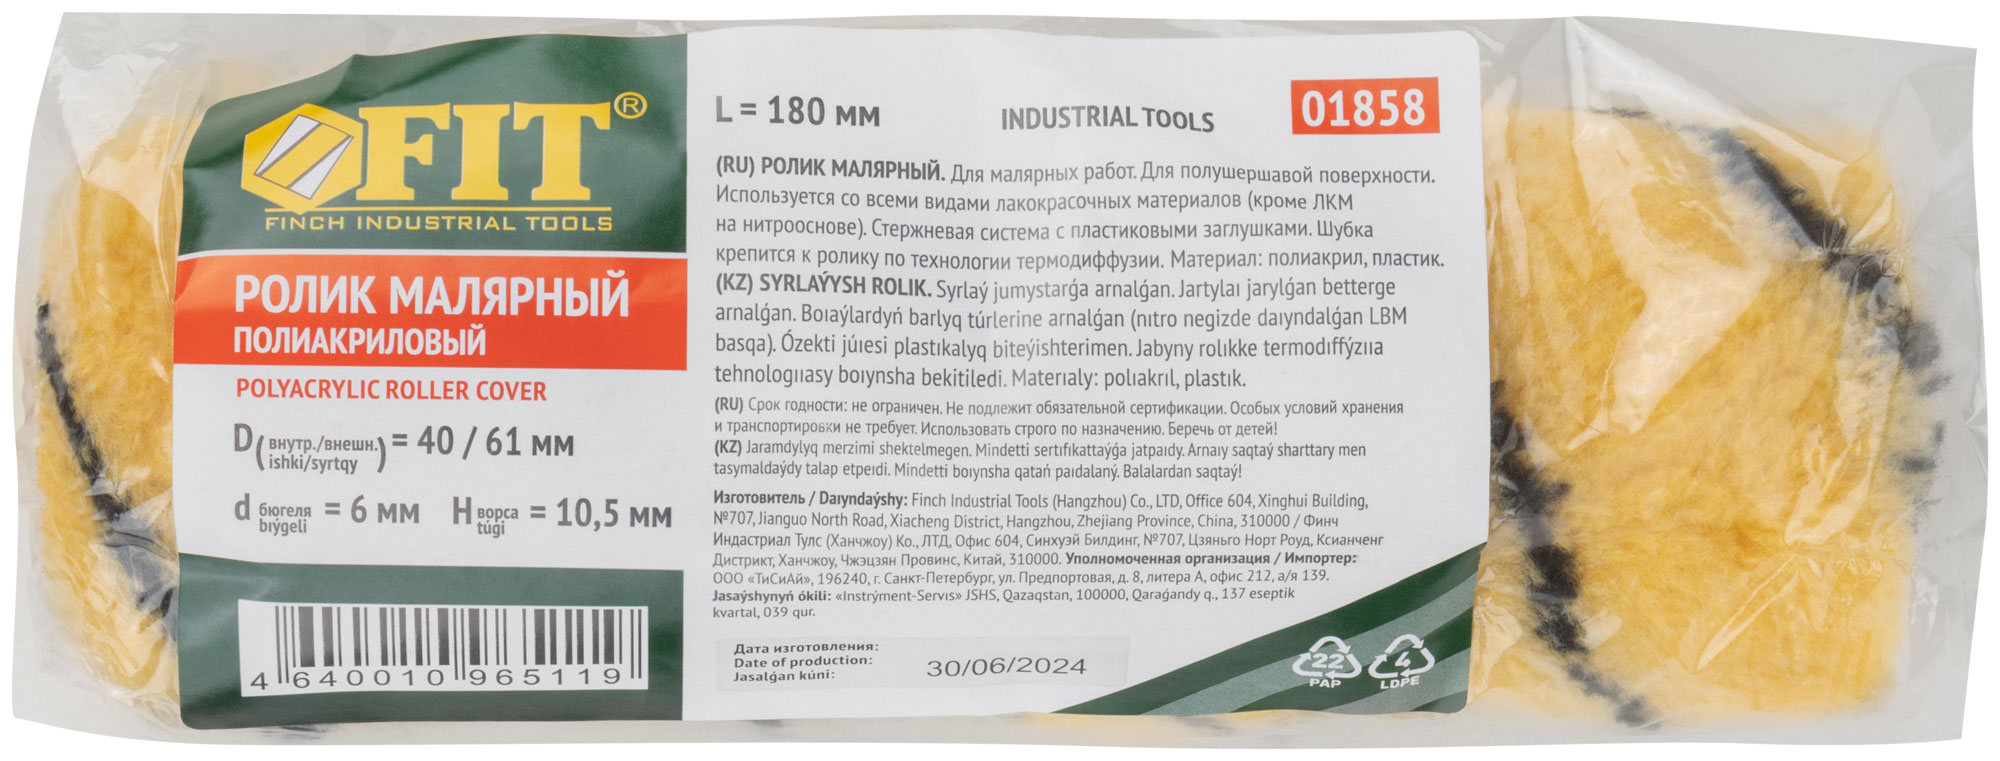 FIT®
FINCH INDUSTRIAL TOOLS
РОЛИК МАЛЯРНЫЙ
ПОЛИАКРИЛОВЫЙ
POLYACRYLIC ROLLER COVER
D (внутр./внешн. ishki/syrtqy) = 40 / 61 мм
d бюгеля bıýgeli = 6 мм H ворса túgi = 10,5 мм
4 640010 965119
L = 180 мм INDUSTRIAL TOOLS 01858
(RU) РОЛИК МАЛЯРНЫЙ. Для малярных работ. Для полушершавой поверхности.
Используется со всеми видами лакокрасочных материалов (кроме ЛКМ
на нитрооснове). Стержневая система с пластиковыми заглушками. Шубка
крепится к ролику по технологии термодиффузии. Материал: полиакрил, пластик.
(KZ) SYRLAÝYSH ROLIK. Syrlaý jumystarǵa arnalǵan. Jartylaı jarylǵan betterge
arnalǵan. Boıaýlardyń barlyq túrlerine arnalǵan (nıtro negizde daıyndalǵan LBM
basqa). Ózekti júıesi plastıkalyq biteýishterimen. Jabyny rolıkke termodıffýzııa
tehnologııasy boıynsha bekitiledi. Materıaly: polıakrıl, plastık.
(RU) Срок годности: не ограничен. Не подлежит обязательной сертификации. Особых условий хранения
и транспортировки не требует. Использовать строго по назначению. Беречь от детей!
(KZ) Jaramdylyq merzimi shektelmegen. Mindetti sertıfıkattaýǵa jatpaıdy. Arnaıy saqtaý sharttary men
tasymaldaýdy talap etpeıdi. Mindetti boıynsha qatań paıdalaný. Balalardan saqtaý!
Изготовитель / Daıyndaýshy: Finch Industrial Tools (Hangzhou) Co., LTD, Office 604, Xinghui Building,
№707, Jianguo North Road, Xiacheng District, Hangzhou, Zhejiang Province, China, 310000 / Финч
Индастриал Тулс (Ханчжоу) Ко., ЛТД, Офис 604, Синхуэй Билдинг, №707, Цзяньго Норт Роуд, Ксианченг
Дистрикт, Ханчжоу, Чжэцзян Провинс, Китай, 310000. Уполномоченная организация / Импортер:
ООО «ТиСиАй», 196240, г. Санкт-Петербург, ул. Предпортовая, д. 8, литера А, офис 212, а/я 139.
Jasaýshynyń ókili: «Instrýment-Servıs» JSHS, Qazaqstan, 100000, Qaraǵandy q., 137 eseptik
kvartal, 039 qur.
Дата изготовления:
Date of production: 30/06/2024
Jasalǵan kúni:
22 4
PAP LDPE